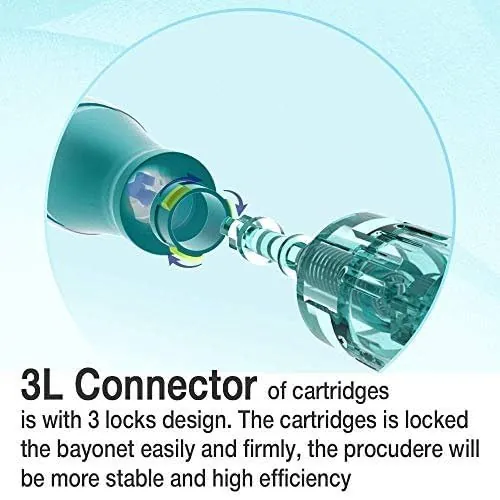 3L Connector of cartridges
is with 3 locks design. The cartridges is locked
the bayonet easily and firmly, the procudere will
be more stable and high efficiency